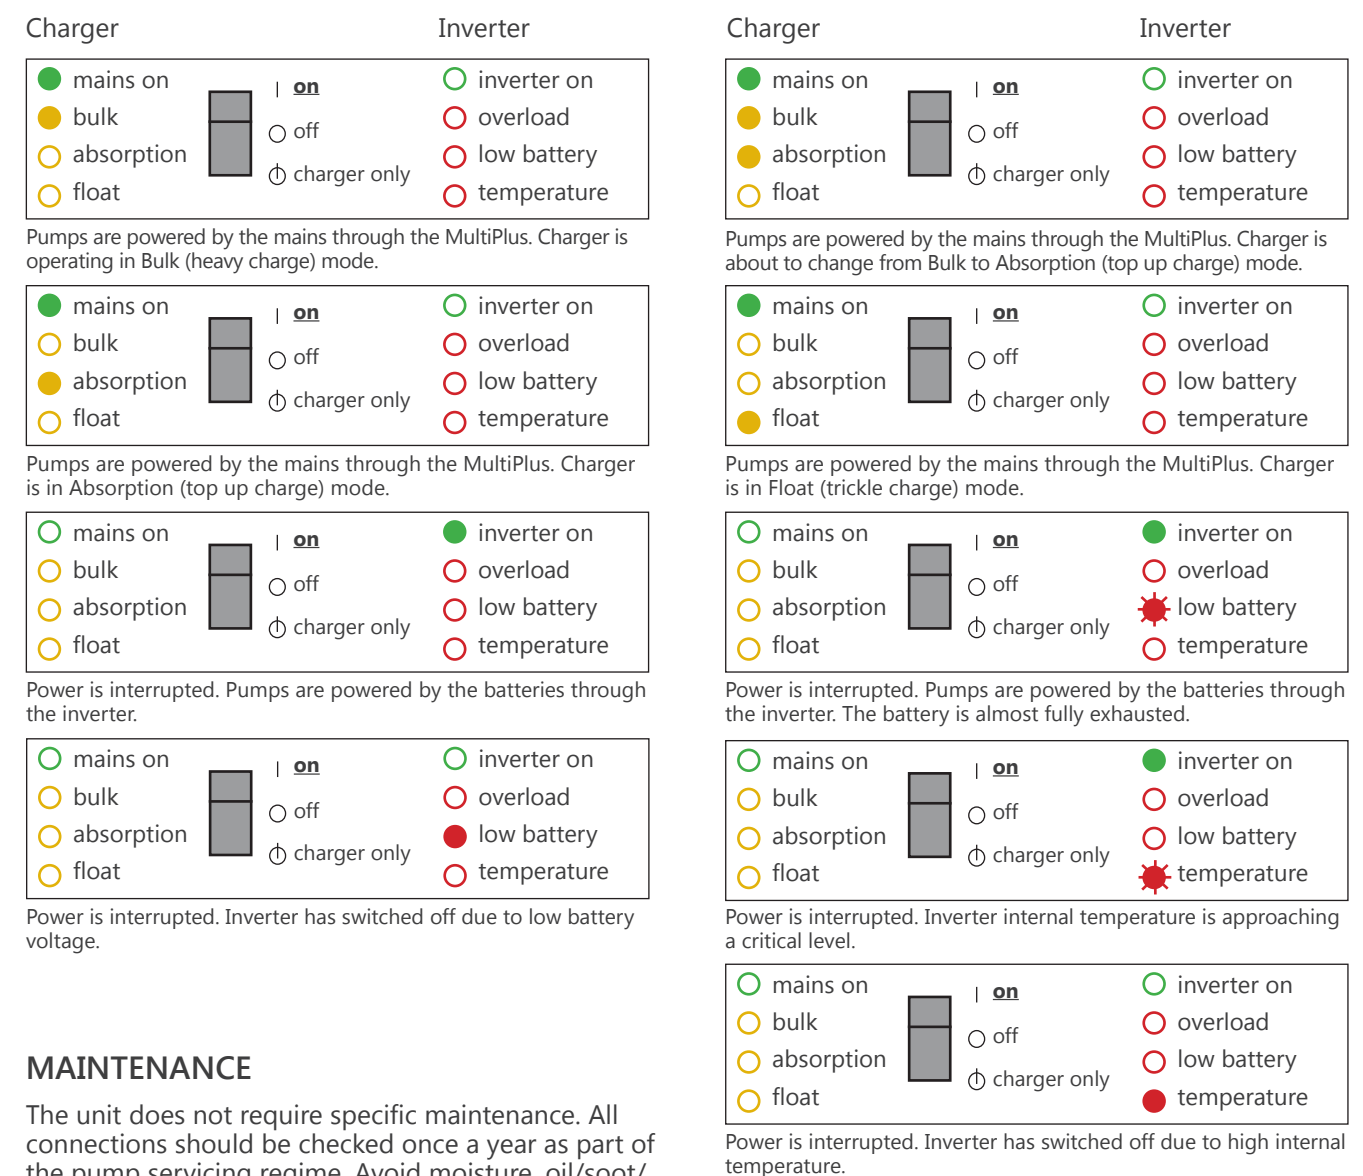 Charger
Inverter
mains on
bulk
absorption
float
on
off
charger only
inverter on
overload
low battery
temperature
Pumps are powered by the mains through the MultiPlus. Charger is
operating in Bulk (heavy charge) mode.
mains on
bulk
absorption
float
on
off
charger only
inverter on
overload
low battery
temperature
Pumps are powered by the mains through the MultiPlus. Charger
is in Absorption (top up charge) mode.
mains on
bulk
absorption
float
on
off
charger only
inverter on
overload
low battery
temperature
Power is interrupted. Pumps are powered by the batteries through
the inverter.
mains on
bulk
absorption
float
on
off
charger only
inverter on
overload
low battery
temperature
Power is interrupted. Inverter has switched off due to low battery
voltage.
MAINTENANCE
The unit does not require specific maintenance. All
connections should be checked once a year as part of
the pump servicing regime. Avoid moisture, oil/soot/
Charger
Inverter
mains on
bulk
absorption
float
on
off
charger only
inverter on
overload
low battery
temperature
Pumps are powered by the mains through the MultiPlus. Charger is
about to change from Bulk to Absorption (top up charge) mode.
mains on
bulk
absorption
float
on
off
charger only
inverter on
overload
low battery
temperature
Pumps are powered by the mains through the MultiPlus. Charger
is in Float (trickle charge) mode.
mains on
bulk
absorption
float
on
off
charger only
inverter on
overload
low battery
temperature
Power is interrupted. Pumps are powered by the batteries through
the inverter. The battery is almost fully exhausted.
mains on
bulk
absorption
float
on
off
charger only
inverter on
overload
low battery
temperature
Power is interrupted. Inverter internal temperature is approaching
a critical level.
mains on
bulk
absorption
float
on
off
charger only
inverter on
overload
low battery
temperature
Power is interrupted. Inverter has switched off due to high internal
temperature.